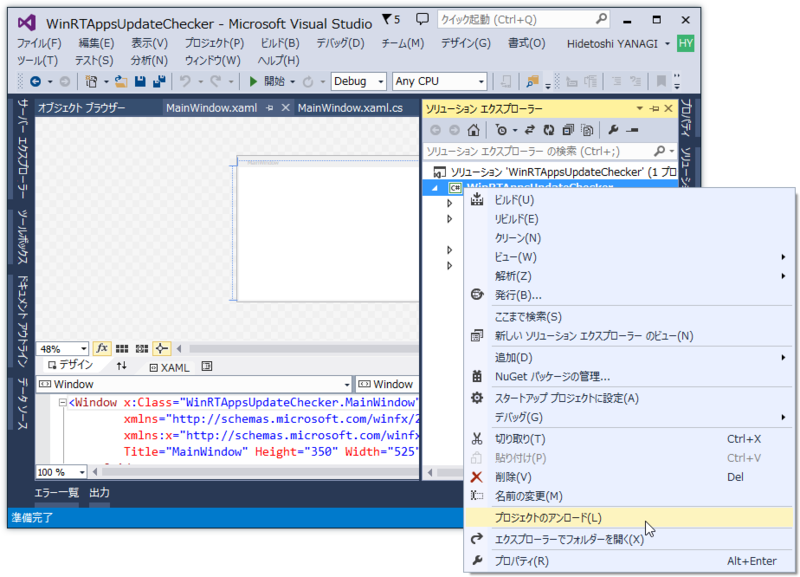 WinRTAppsUpdateChecker - Microsoft Visual Studio
5
クイック起動 (Ctrl+Q)
ファイル(F) 編集(E) 表示(V) プロジェクト(P) ビルド(B) デバッグ(D) チーム(M) デザイン(G) 書式(O) Hidetoshi YANAGI HY
ツール(T) テスト(S) 分析(N) ウィンドウ(W) ヘルプ(H)
開始 Debug Any CPU
サーバー エクスプローラー
ツールボックス
ドキュメント アウトライン
データ ソース
オブジェクト ブラウザー MainWindow.xaml MainWindow.xaml.cs
MainWindow
48%
デザイン XAML
Window Window
<Window x:Class="WinRTAppsUpdateChecker.MainWindow"
xmlns="http://schemas.microsoft.com/winfx/2
xmlns:x="http://schemas.microsoft.com/winfx
Title="MainWindow" Height="350" Width="525"
100 %
エラー一覧 出力
準備完了
ソリューション エクスプローラー
ソリューション エクスプローラー の検索 (Ctrl+;)
ソリューション 'WinRTAppsUpdateChecker' (1 プロ
C# WinRTAppsUpdateChecker
プロパティ
ビルド(U)
リビルド(E)
クリーン(N)
ビュー(W)
解析(Z)
発行(B)...
ここまで検索(S)
新しい ソリューション エクスプローラー のビュー(N)
追加(D)
NuGet パッケージの管理...
スタートアップ プロジェクトに設定(A)
デバッグ(G)
切り取り(T) Ctrl+X
貼り付け(P) Ctrl+V
削除(V) Del
名前の変更(M)
プロジェクトのアンロード(L)
エクスプローラーでフォルダーを開く(X)
プロパティ(R) Alt+Enter